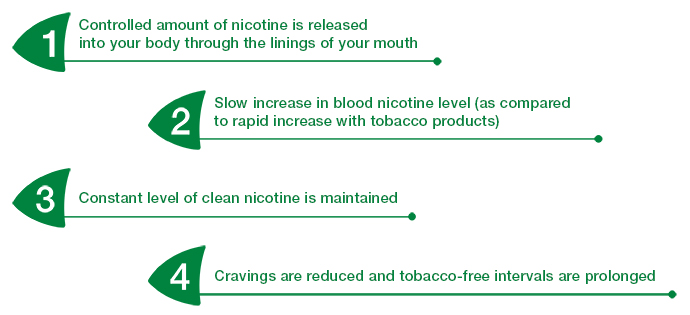 1
Controlled amount of nicotine is released
into your body through the linings of your mouth
2
Slow increase in blood nicotine level (as compared
to rapid increase with tobacco products)
3
Constant level of clean nicotine is maintained
4
Cravings are reduced and tobacco-free intervals are prolonged